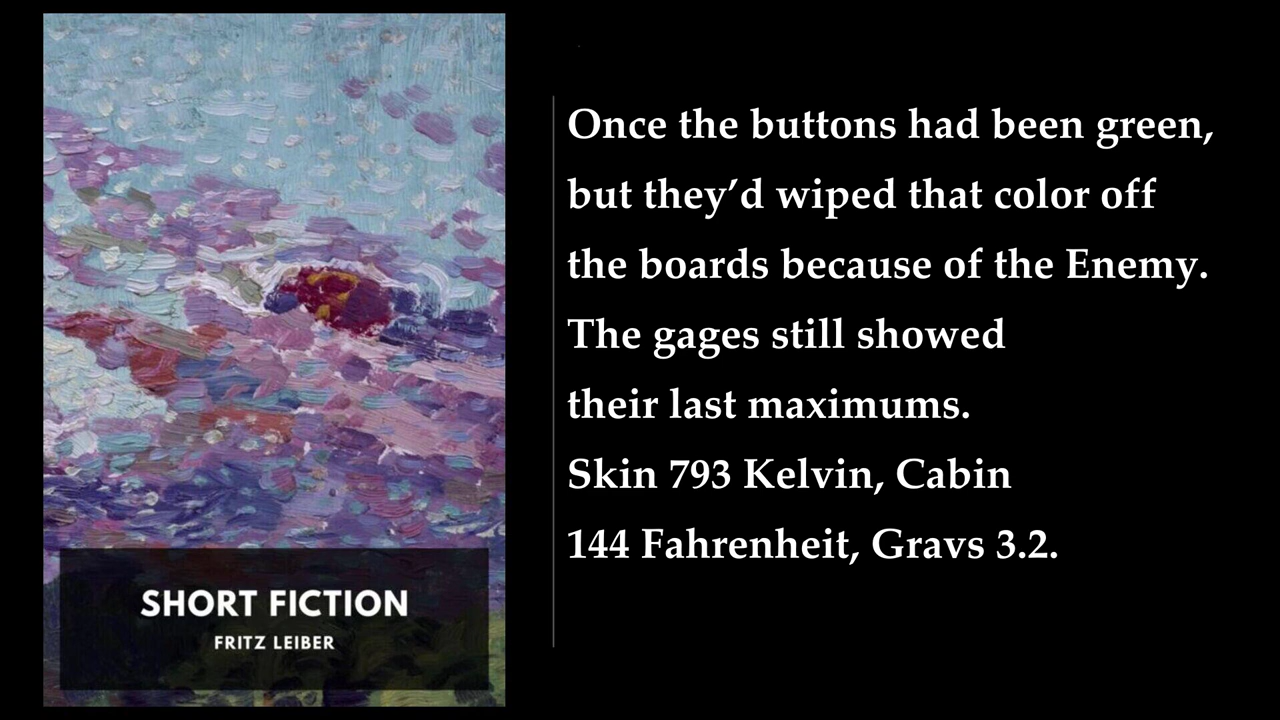 SHORT FICTION
FRITZ LEIBER
Once the buttons had been green,
but they’d wiped that color off
the boards because of the Enemy.
The gages still showed
their last maximums.
Skin 793 Kelvin, Cabin
144 Fahrenheit, Gravs 3.2.